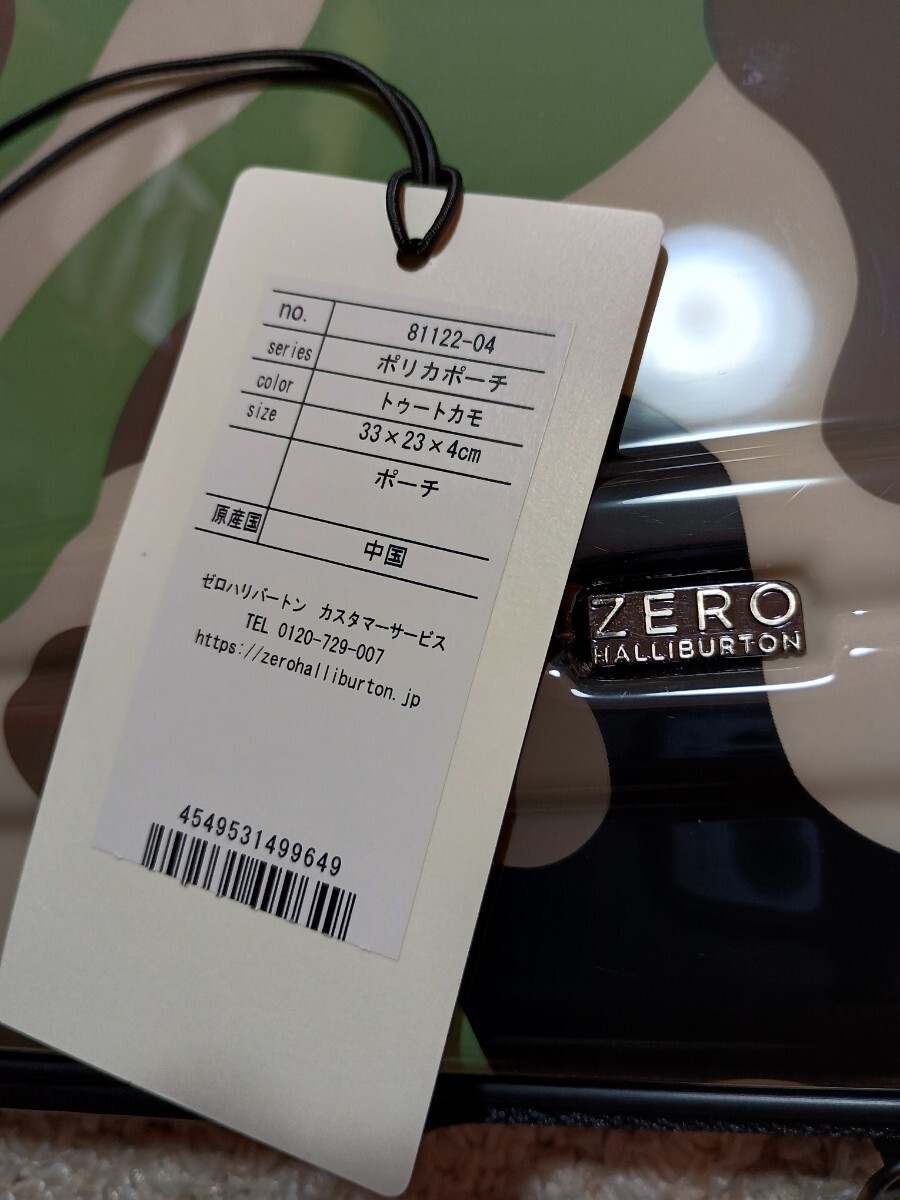 no. 81122-04
series ポリカポーチ
color トゥートカモ
size 33×23×4cm
ポーチ
原産国 中国
ゼロハリバートン カスタマーサービス
TEL 0120-729-007
https://zerohalliburton.jp
4549531499649
ZERO
HALLIBURTON